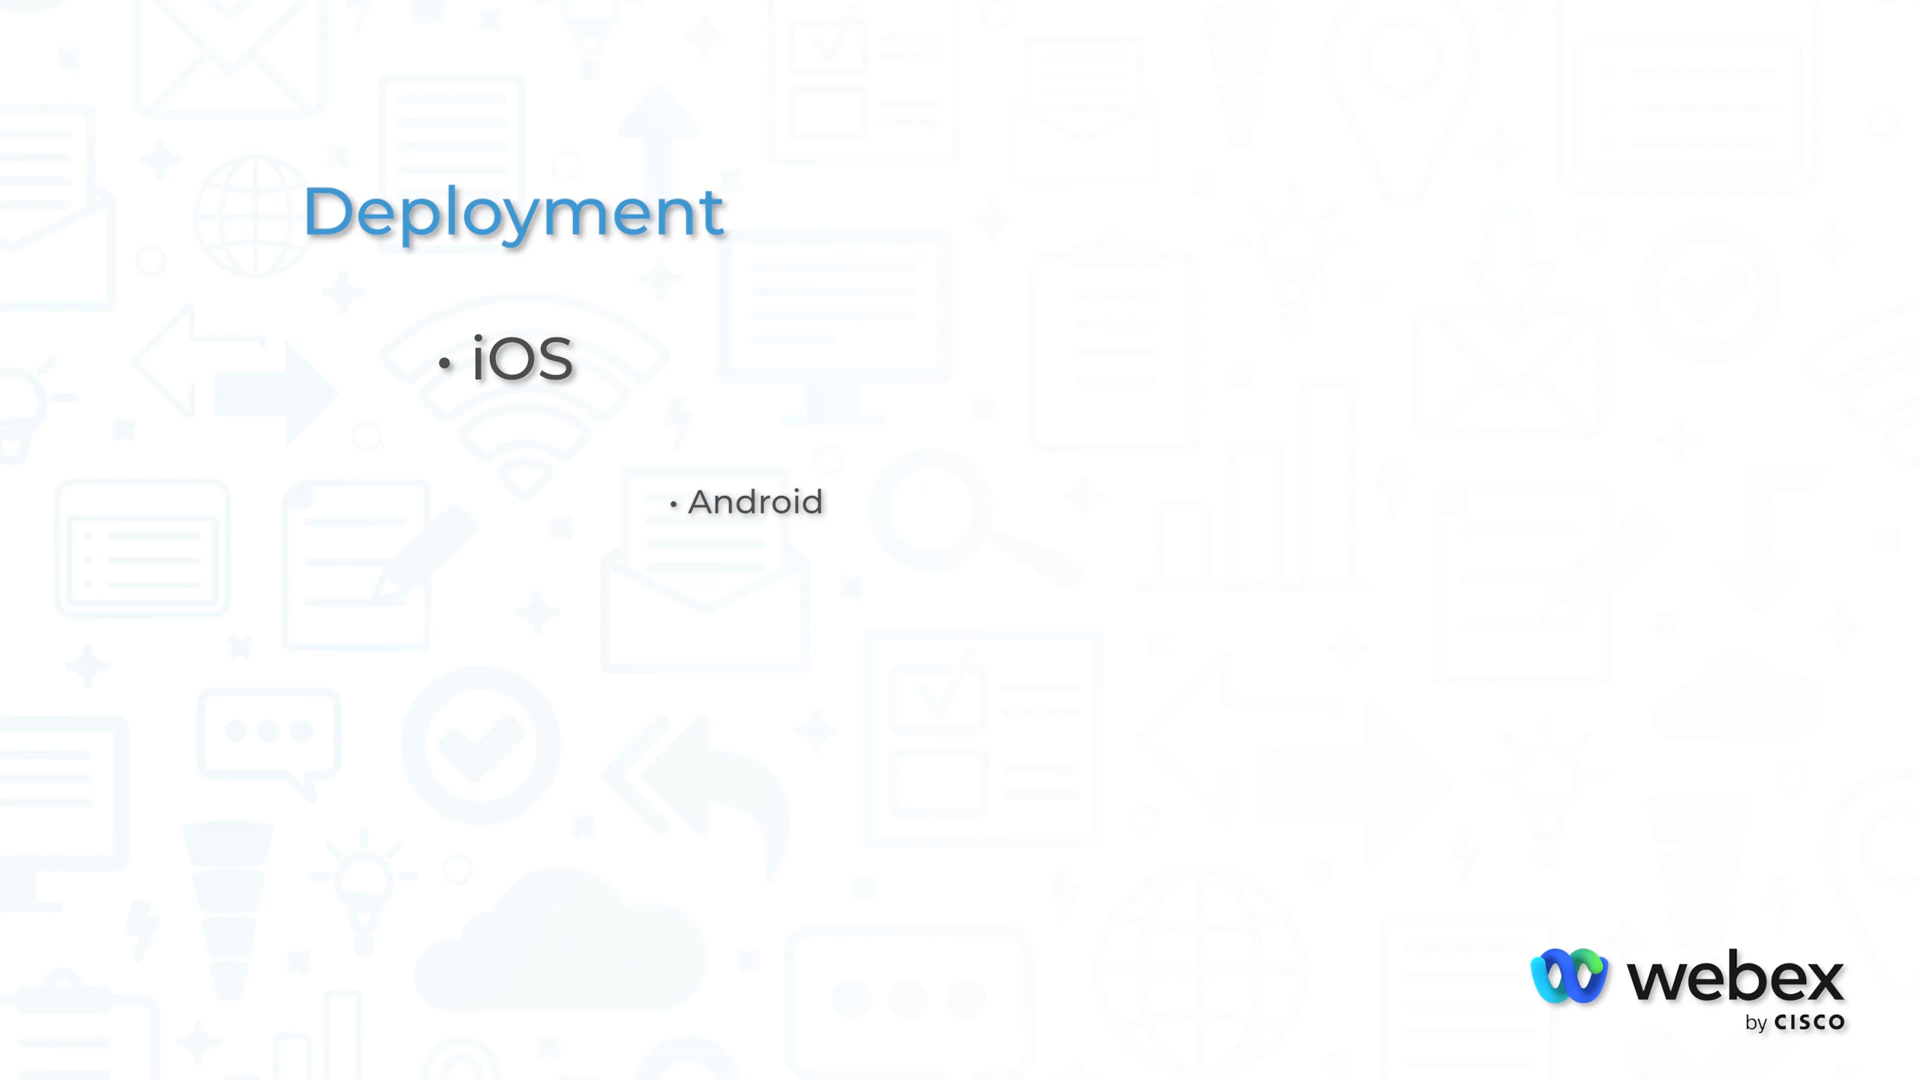 Deployment
• iOS
• Android
webex
by CISCO